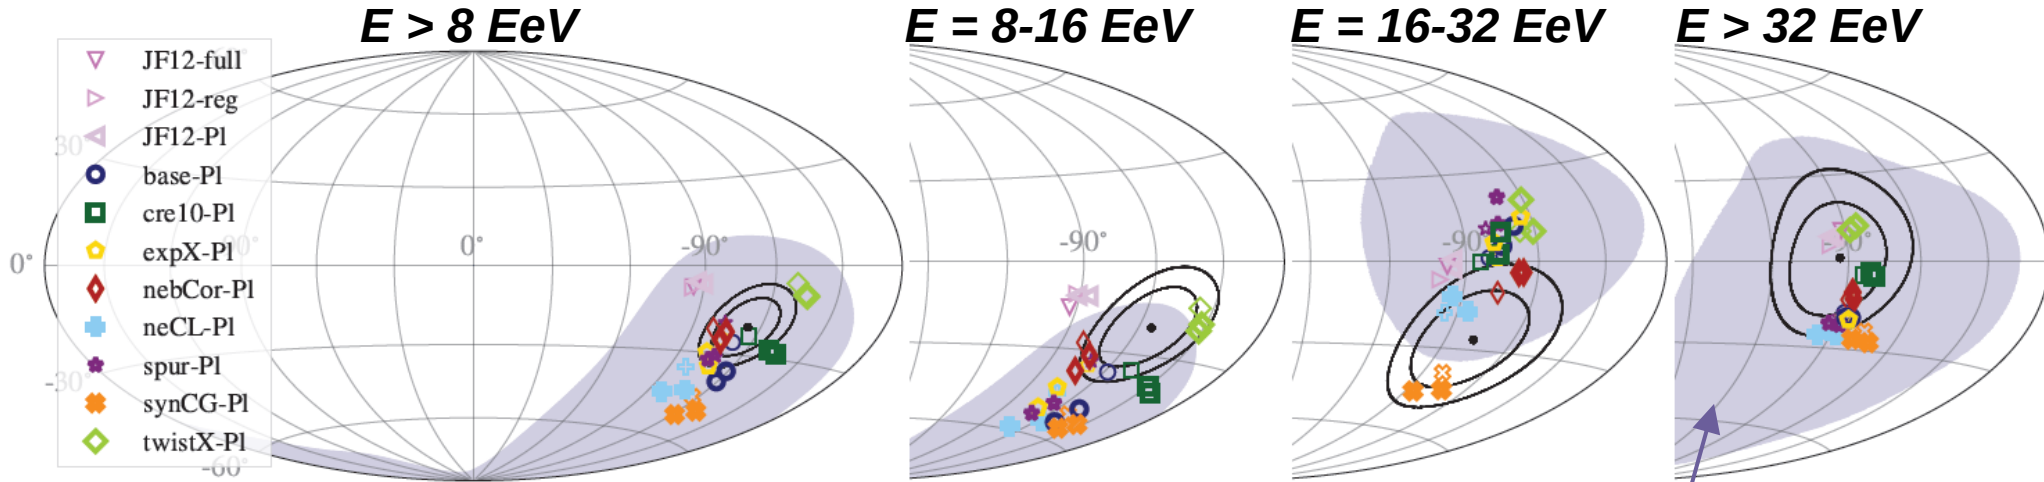 E > 8 EeV
E = 8-16 EeV
E = 16-32 EeV
E > 32 EeV
JF12-full
JF12-reg
JF12-Pl
base-Pl
cre10-Pl
expX-Pl
nebCor-Pl
neCL-Pl
spur-Pl
synCG-Pl
twistX-Pl
60°
30°
0°
-30°
-60°
90°
0°
-90°
-90°
-90°
-90°